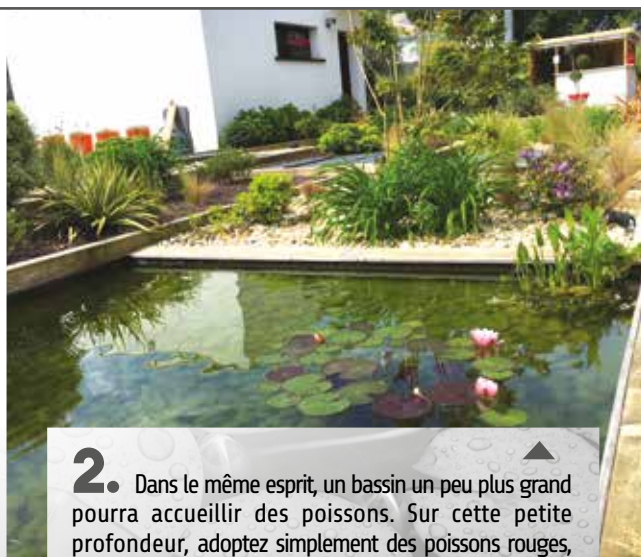 2. Dans le même esprit, un bassin un peu plus grand
pourra accueillir des poissons. Sur cette petite
profondeur, adoptez simplement des poissons rouges,